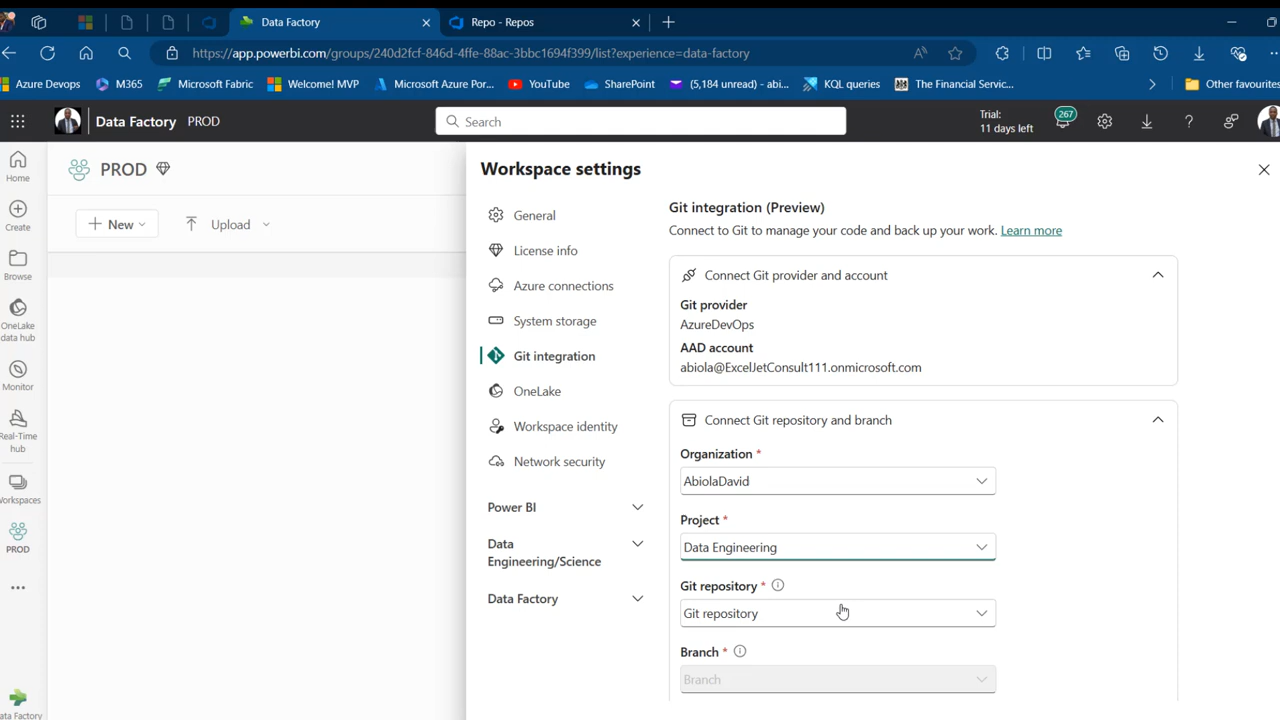 Data Factory
Repo - Repos
https://app.powerbi.com/groups/240d2fcf-846d-4ffe-88ac-3bbc1694f399/list?experience=data-factory
Azure Devops
M365
Microsoft Fabric
Welcome! MVP
Microsoft Azure Por...
YouTube
SharePoint
(5,184 unread) - abi...
KQL queries
The Financial Servic...
Other favourites
Data Factory PROD
Search
Trial:
11 days left
267
Home
Create
Browse
OneLake
data hub
Monitor
Real-Time
hub
Workspaces
PROD
Data Factory
PROD
New
Upload
Workspace settings
General
License info
Azure connections
System storage
Git integration
OneLake
Workspace identity
Network security
Power BI
Data
Engineering/Science
Data Factory
Git integration (Preview)
Connect to Git to manage your code and back up your work. Learn more
Connect Git provider and account
Git provider
AzureDevOps
AAD account
abiola@ExcelJetConsult111.onmicrosoft.com
Connect Git repository and branch
Organization *
AbiolaDavid
Project *
Data Engineering
Git repository *
Git repository
Branch *
Branch